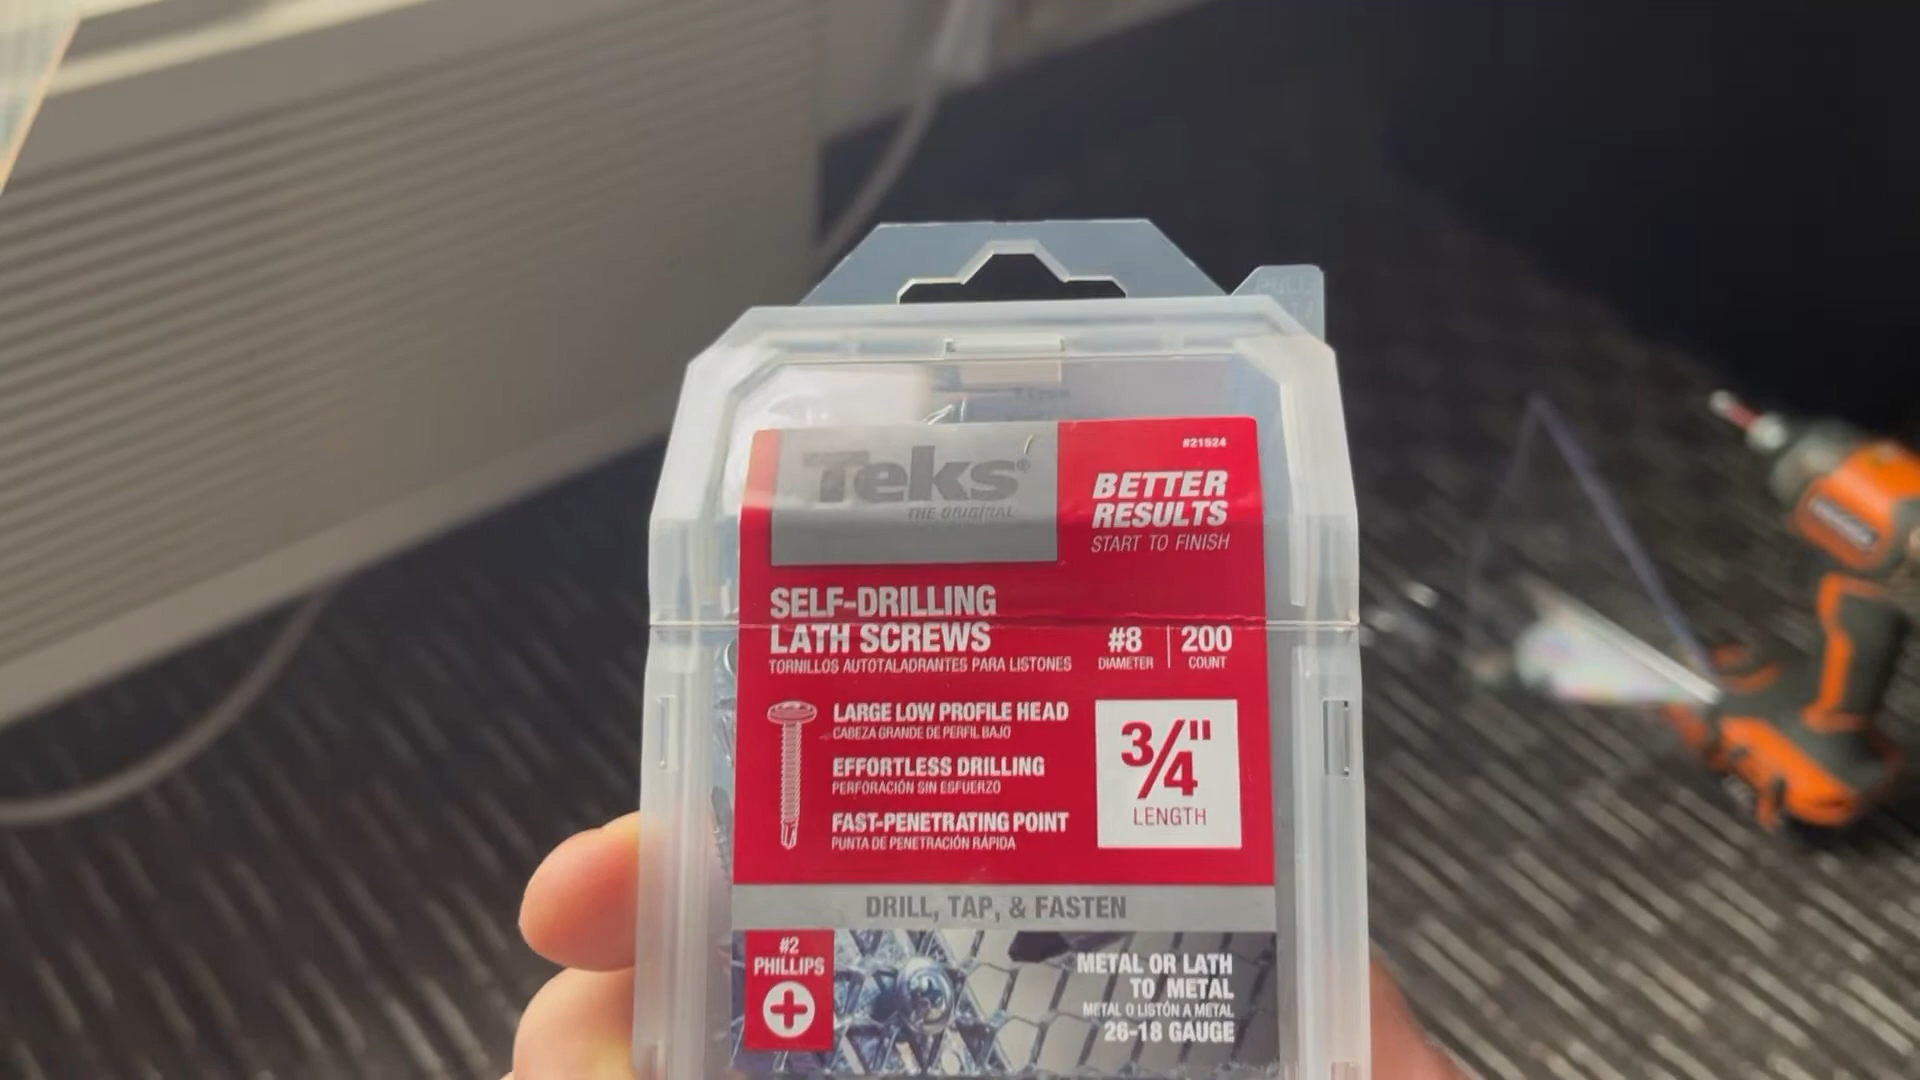 Teks®
THE ORIGINAL
#21524
BETTER
RESULTS
START TO FINISH
SELF-DRILLING
LATH SCREWS
TORNILLOS AUTOTALADRANTES PARA LISTONES
#8
DIAMETER
200
COUNT
LARGE LOW PROFILE HEAD
CABEZA GRANDE DE PERFIL BAJO
EFFORTLESS DRILLING
PERFORACIÓN SIN ESFUERZO
FAST-PENETRATING POINT
PUNTA DE PENETRACIÓN RÁPIDA
3/4"
LENGTH
DRILL, TAP, & FASTEN
#2
PHILLIPS
METAL OR LATH
TO METAL
METAL O LISTÓN A METAL
26-18 GAUGE